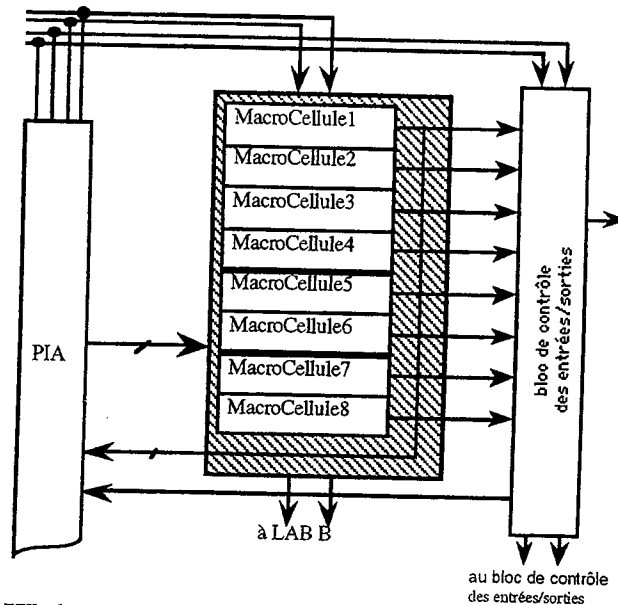 MacroCellule1
MacroCellule2
MacroCellule3
MacroCellule4
MacroCellule5
MacroCellule6
MacroCellule7
MacroCellule8
PIA
bloc de contrôle
des entrées/sorties
à LAB B
au bloc de contrôle
des entrées/sorties